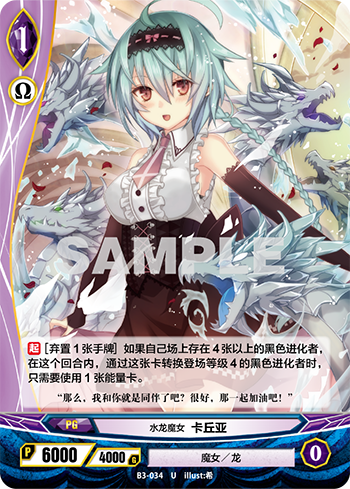 1
Ω
SAMPLE
起 [弃置1张手牌] 如果自己场上存在4张以上的黑色进化者,
在这个回合内，通过这张卡转换登场等级4的黑色进化者时,
只需要使用1张能量卡。
“那么，我和你就是同伴了吧？很好，那一起加油吧！”
PG 水龙魔女 卡丘亚
P 6000 / 4000 G 魔女／龙 0
B3-034 U illust:希